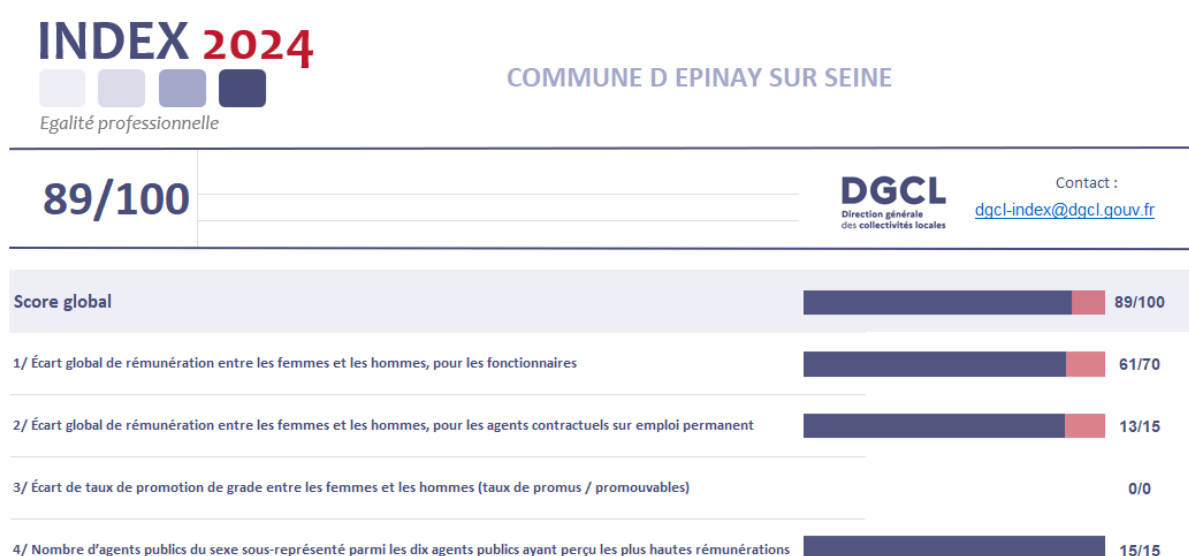 INDEX 2024
Egalité professionnelle
COMMUNE D EPINAY SUR SEINE
89/100
DGCL
Direction générale
des collectivités locales
Contact :
dgcl-index@dgcl.gouv.fr
Score global 89/100
1/ Écart global de rémunération entre les femmes et les hommes, pour les fonctionnaires 61/70
2/ Écart global de rémunération entre les femmes et les hommes, pour les agents contractuels sur emploi permanent 13/15
3/ Écart de taux de promotion de grade entre les femmes et les hommes (taux de promus / promouvables) 0/0
4/ Nombre d'agents publics du sexe sous-représenté parmi les dix agents publics ayant perçu les plus hautes rémunérations 15/15